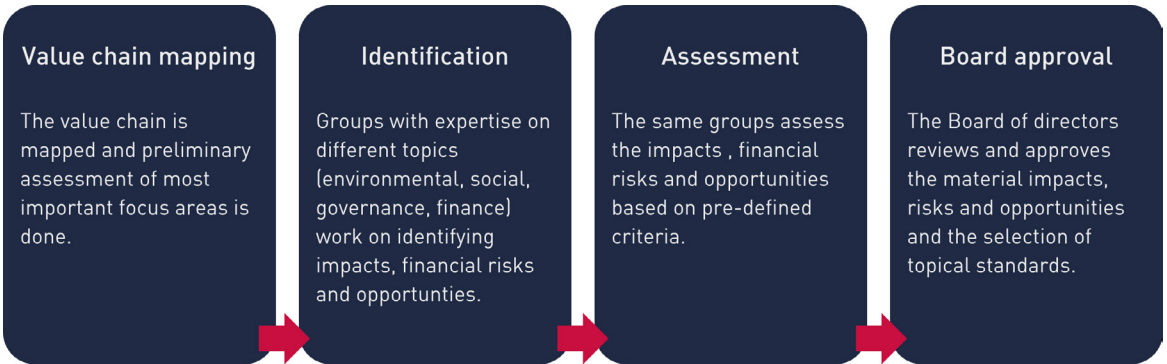 Value chain mapping
The value chain is
mapped and preliminary
assessment of most
important focus areas is
done.
Identification
Groups with expertise on
different topics
(environmental, social,
governance, finance)
work on identifying
impacts, financial risks
and opportunties.
Assessment
The same groups assess
the impacts , financial
risks and opportunities
based on pre-defined
criteria.
Board approval
The Board of directors
reviews and approves
the material impacts,
risks and opportunities
and the selection of
topical standards.